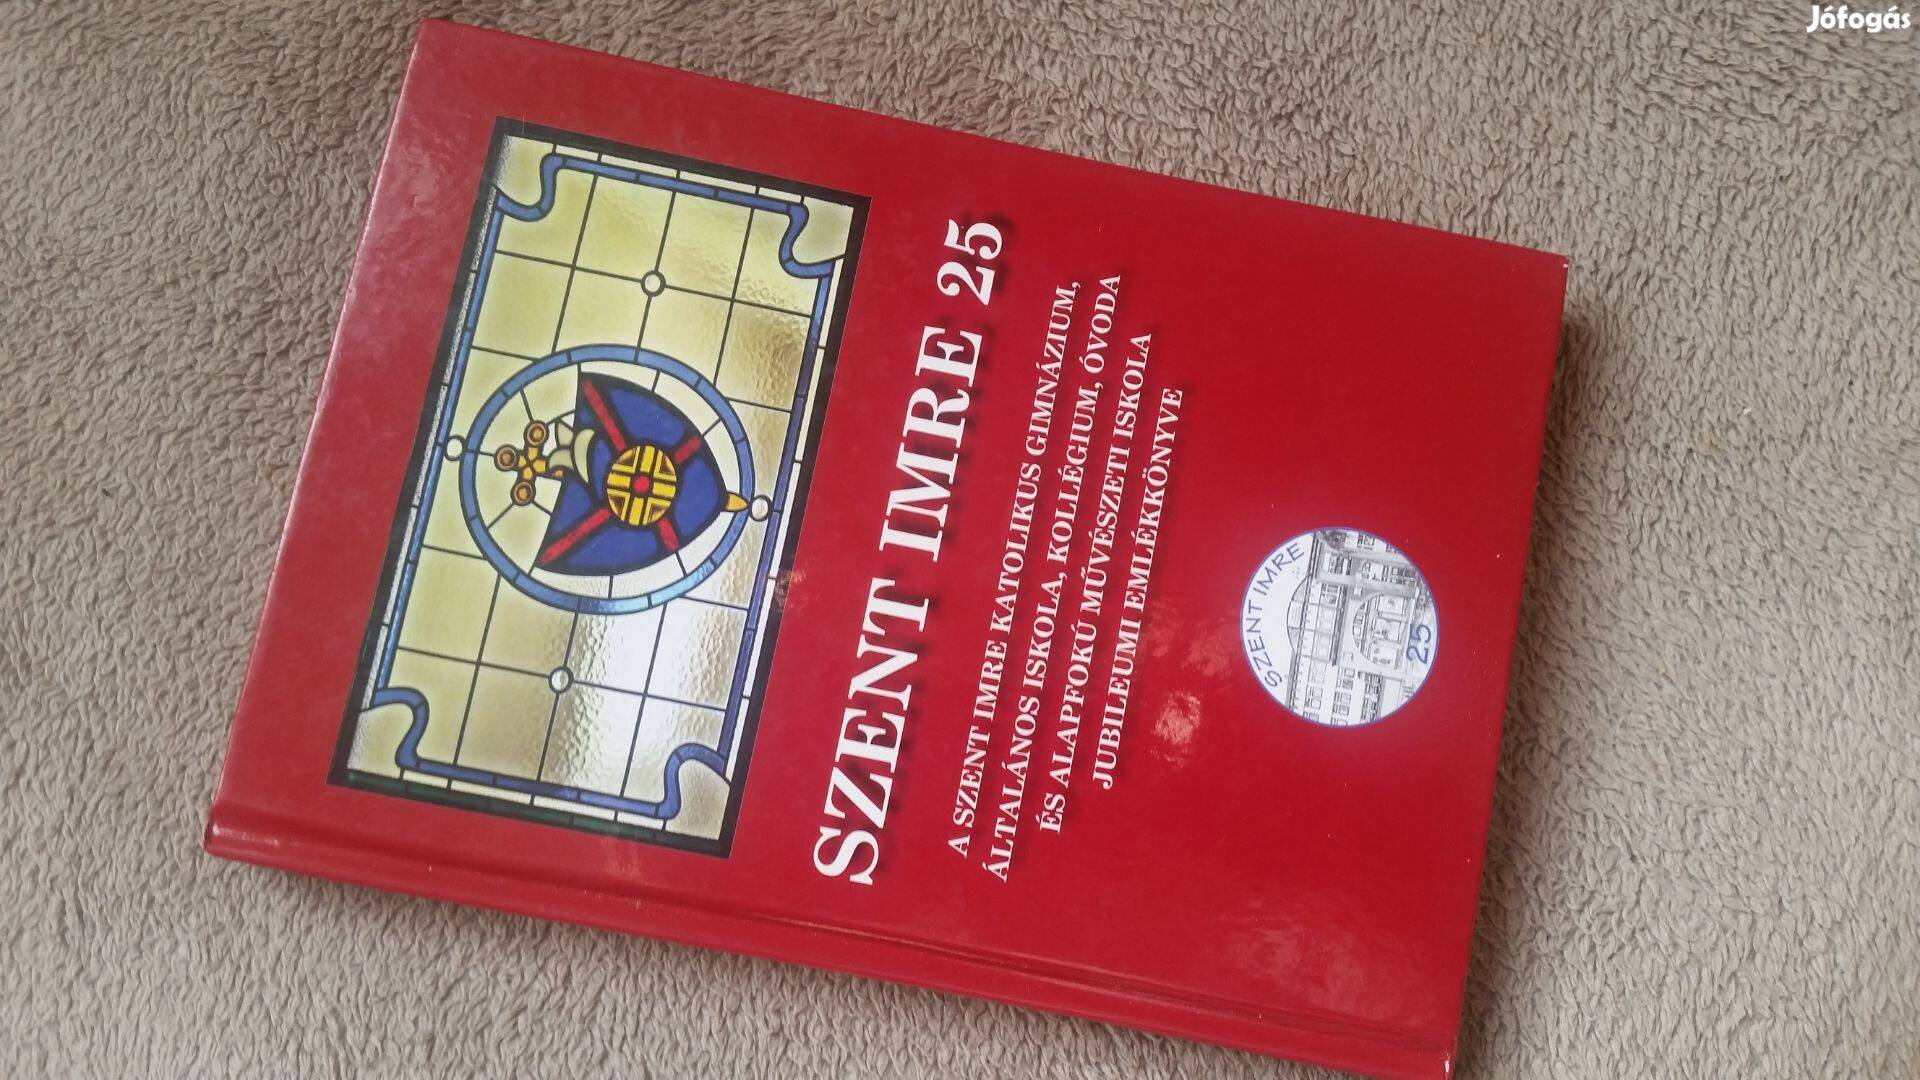 Jófogás
SZENT IMRE 25
A SZENT IMRE KATOLIKUS GIMNÁZIUM,
ÁLTALÁNOS ISKOLA, KOLLÉGIUM, ÓVODA
ÉS ALAPFOKÚ MŰVÉSZETI ISKOLA
JUBILEUMI EMLÉKKÖNYVE
SZENT IMRE
25